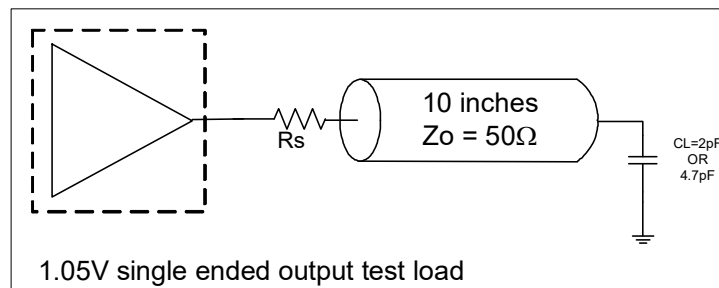 10 inches
Zo = 50Ω
Rs
CL=2pF
OR
4.7pF
1.05V single ended output test load